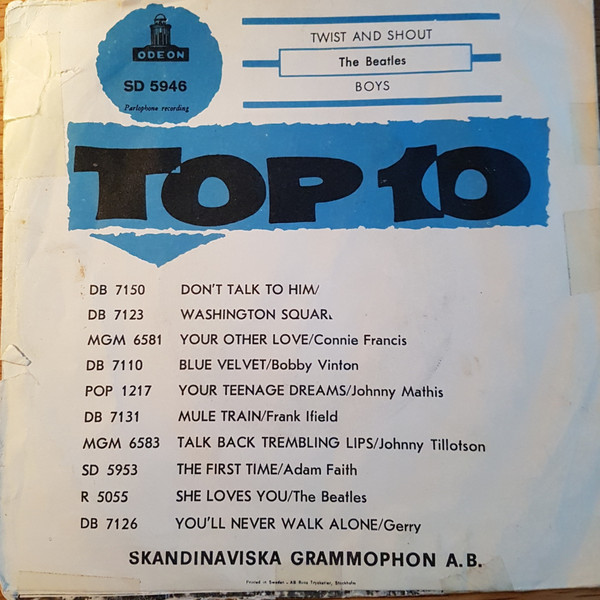 ODEON
SD 5946
Parlophone recording
TWIST AND SHOUT
The Beatles
BOYS
TOP 10
DB 7150 DON'T TALK TO HIM/
DB 7123 WASHINGTON SQUAR
MGM 6581 YOUR OTHER LOVE/Connie Francis
DB 7110 BLUE VELVET/Bobby Vinton
POP 1217 YOUR TEENAGE DREAMS/Johnny Mathis
DB 7131 MULE TRAIN/Frank Ifield
MGM 6583 TALK BACK TREMBLING LIPS/Johnny Tillotson
SD 5953 THE FIRST TIME/Adam Faith
R 5055 SHE LOVES YOU/The Beatles
DB 7126 YOU'LL NEVER WALK ALONE/Gerry
SKANDINAVISKA GRAMMOPHON A.B.
Printed in Sweden - AB Stockholm